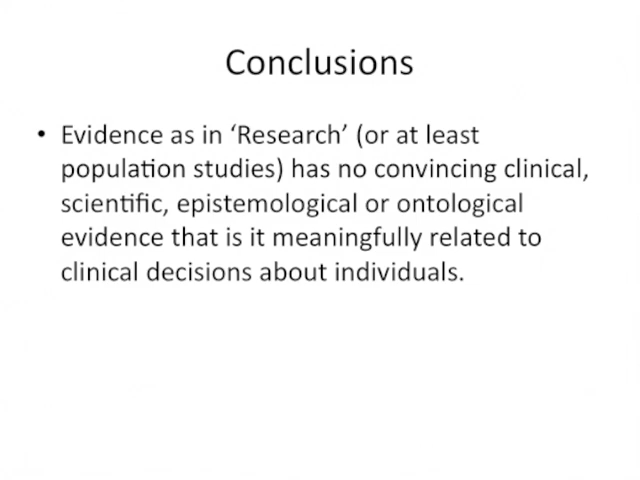 Conclusions
• Evidence as in ‘Research’ (or at least
population studies) has no convincing clinical,
scientific, epistemological or ontological
evidence that is it meaningfully related to
clinical decisions about individuals.